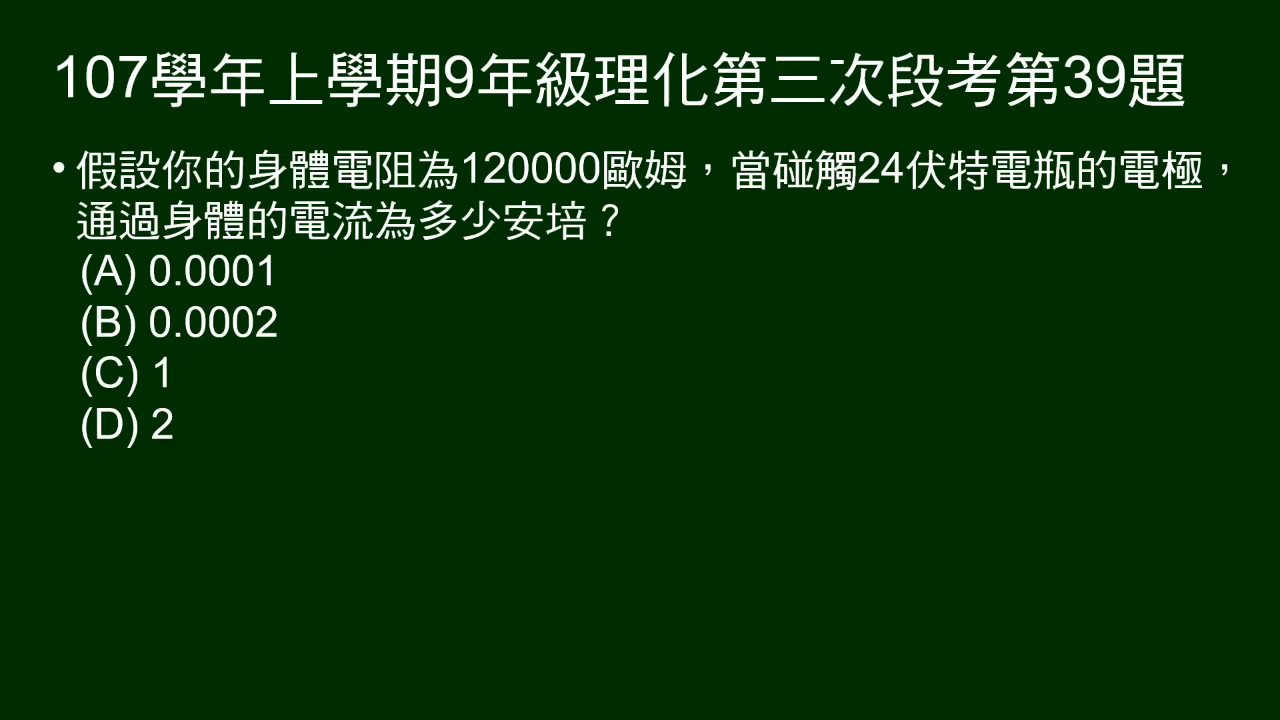 107學年上學期9年級理化第三次段考第39題
• 假設你的身體電阻為120000歐姆，當碰觸24伏特電瓶的電極，
通過身體的電流為多少安培？
(A) 0.0001
(B) 0.0002
(C) 1
(D) 2